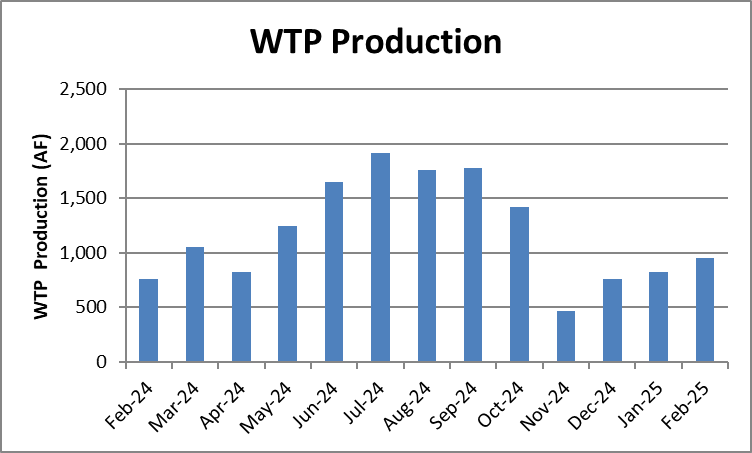 WTP Production
WTP Production (AF)
2,500
2,000
1,500
1,000
500
0
Feb-24
Mar-24
Apr-24
May-24
Jun-24
Jul-24
Aug-24
Sep-24
Oct-24
Nov-24
Dec-24
Jan-25
Feb-25